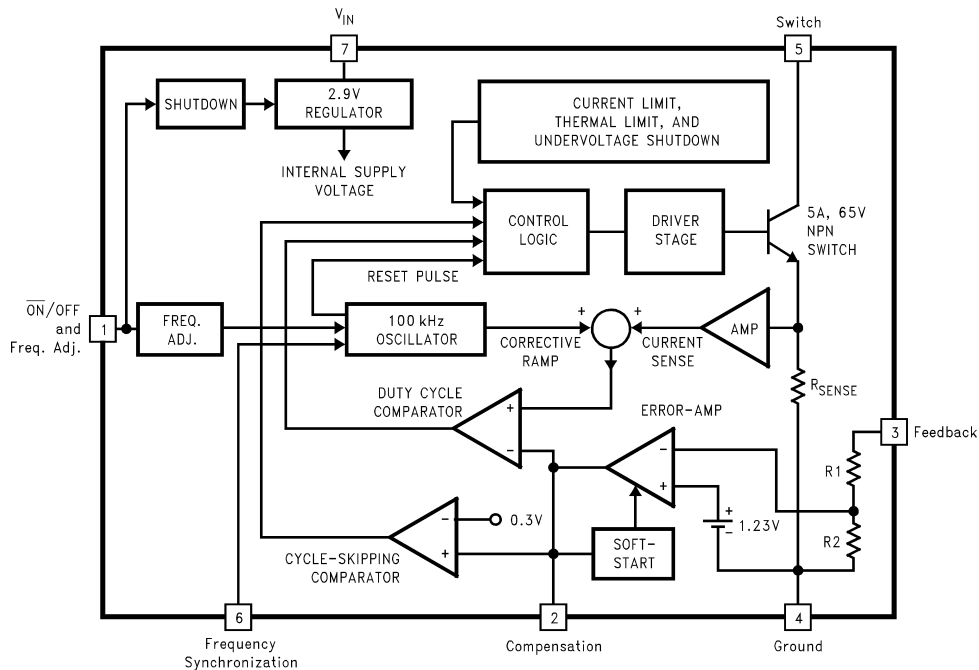 V_IN
Switch
7
5
SHUTDOWN
2.9V
REGULATOR
CURRENT LIMIT,
THERMAL LIMIT, AND
UNDERVOLTAGE SHUTDOWN
INTERNAL SUPPLY
VOLTAGE
CONTROL
LOGIC
DRIVER
STAGE
5A, 65V
NPN
SWITCH
RESET PULSE
O̅N̅/OFF
and
Freq. Adj.
1
FREQ.
ADJ.
100 kHz
OSCILLATOR
+
+
CORRECTIVE
RAMP
CURRENT
SENSE
AMP
R_SENSE
DUTY CYCLE
COMPARATOR
+
−
ERROR-AMP
−
+
3
Feedback
R1
R2
+
−
1.23V
−
+
0.3V
CYCLE-SKIPPING
COMPARATOR
SOFT-
START
6
2
4
Frequency
Synchronization
Compensation
Ground